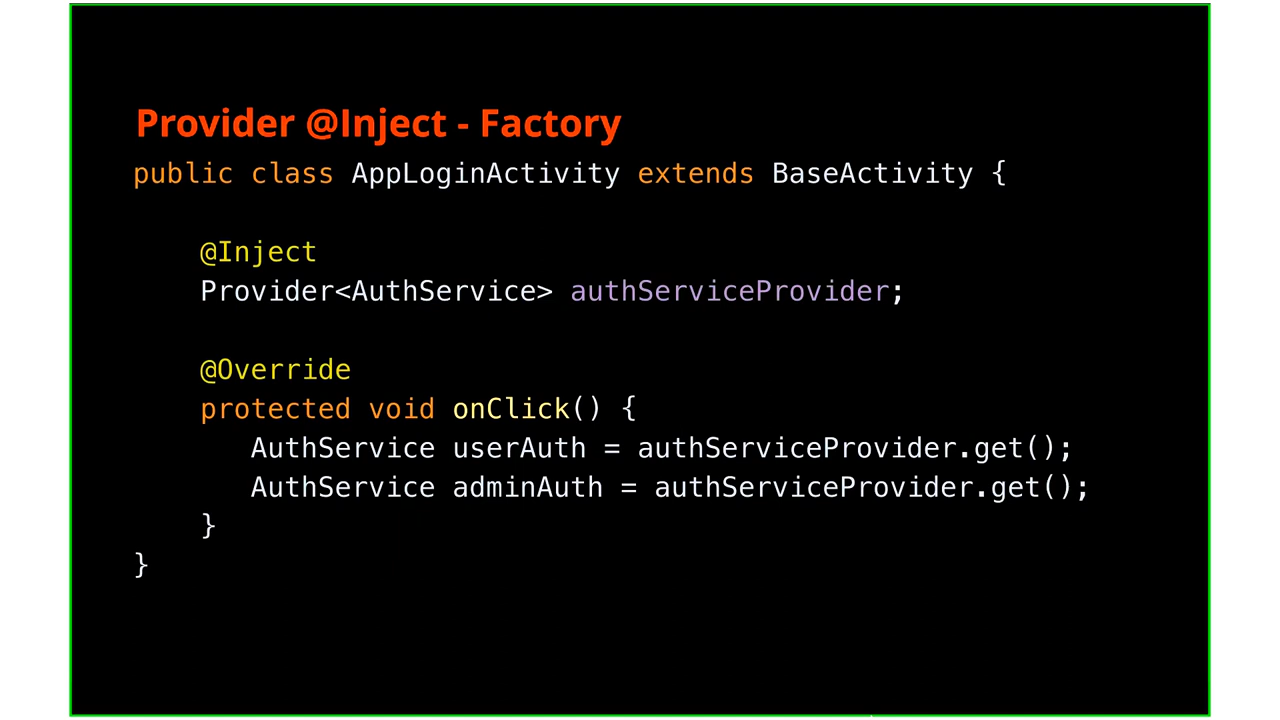 Provider @Inject - Factory
public class AppLoginActivity extends BaseActivity {
@Inject
Provider<AuthService> authServiceProvider;
@Override
protected void onClick() {
AuthService userAuth = authServiceProvider.get();
AuthService adminAuth = authServiceProvider.get();
}
}